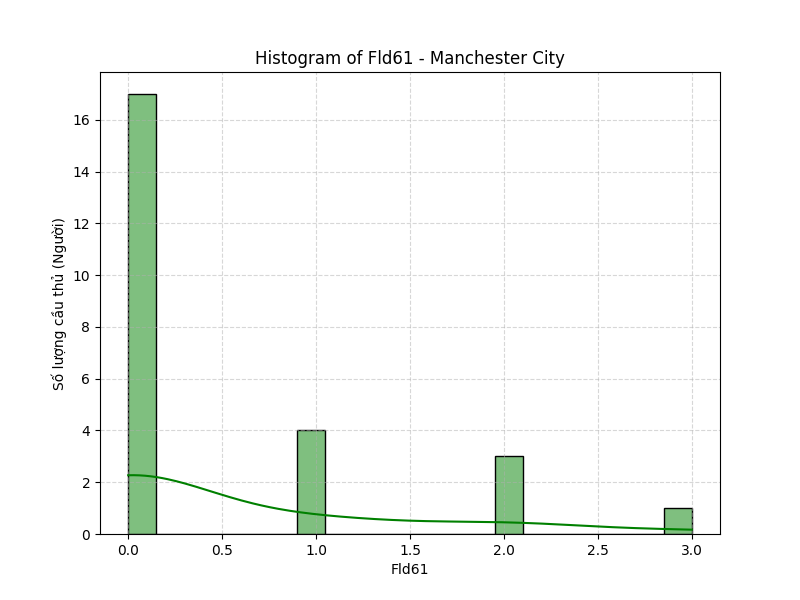 Histogram of Fld61 - Manchester City
Số lượng cầu thủ (Người)
16
14
12
10
8
6
4
2
0
0.0 0.5 1.0 1.5 2.0 2.5 3.0
Fld61